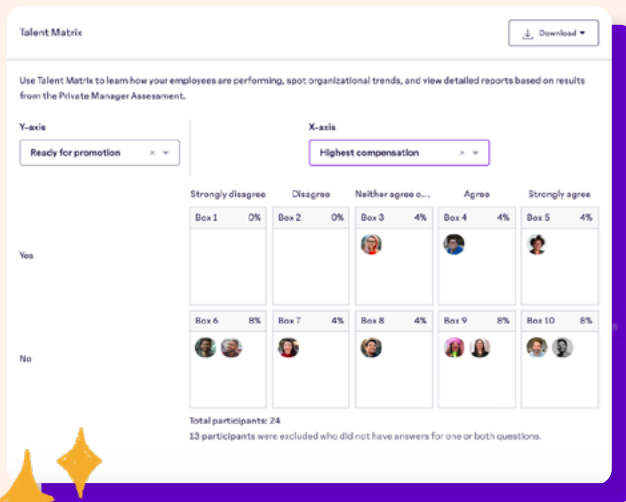 Talent Matrix
Download
Use Talent Matrix to learn how your employees are performing, spot organizational trends, and view detailed reports based on results
from the Private Manager Assessment.
Y-axis
X-axis
Ready for promotion ×
Highest compensation ×
Strongly disagree Disagree Neither agree o... Agree Strongly agree
Box 1 0% Box 2 0% Box 3 4% Box 4 4% Box 5 4%
Yes
Box 6 8% Box 7 4% Box 8 4% Box 9 8% Box 10 8%
No
Total participants: 24
13 participants were excluded who did not have answers for one or both questions.